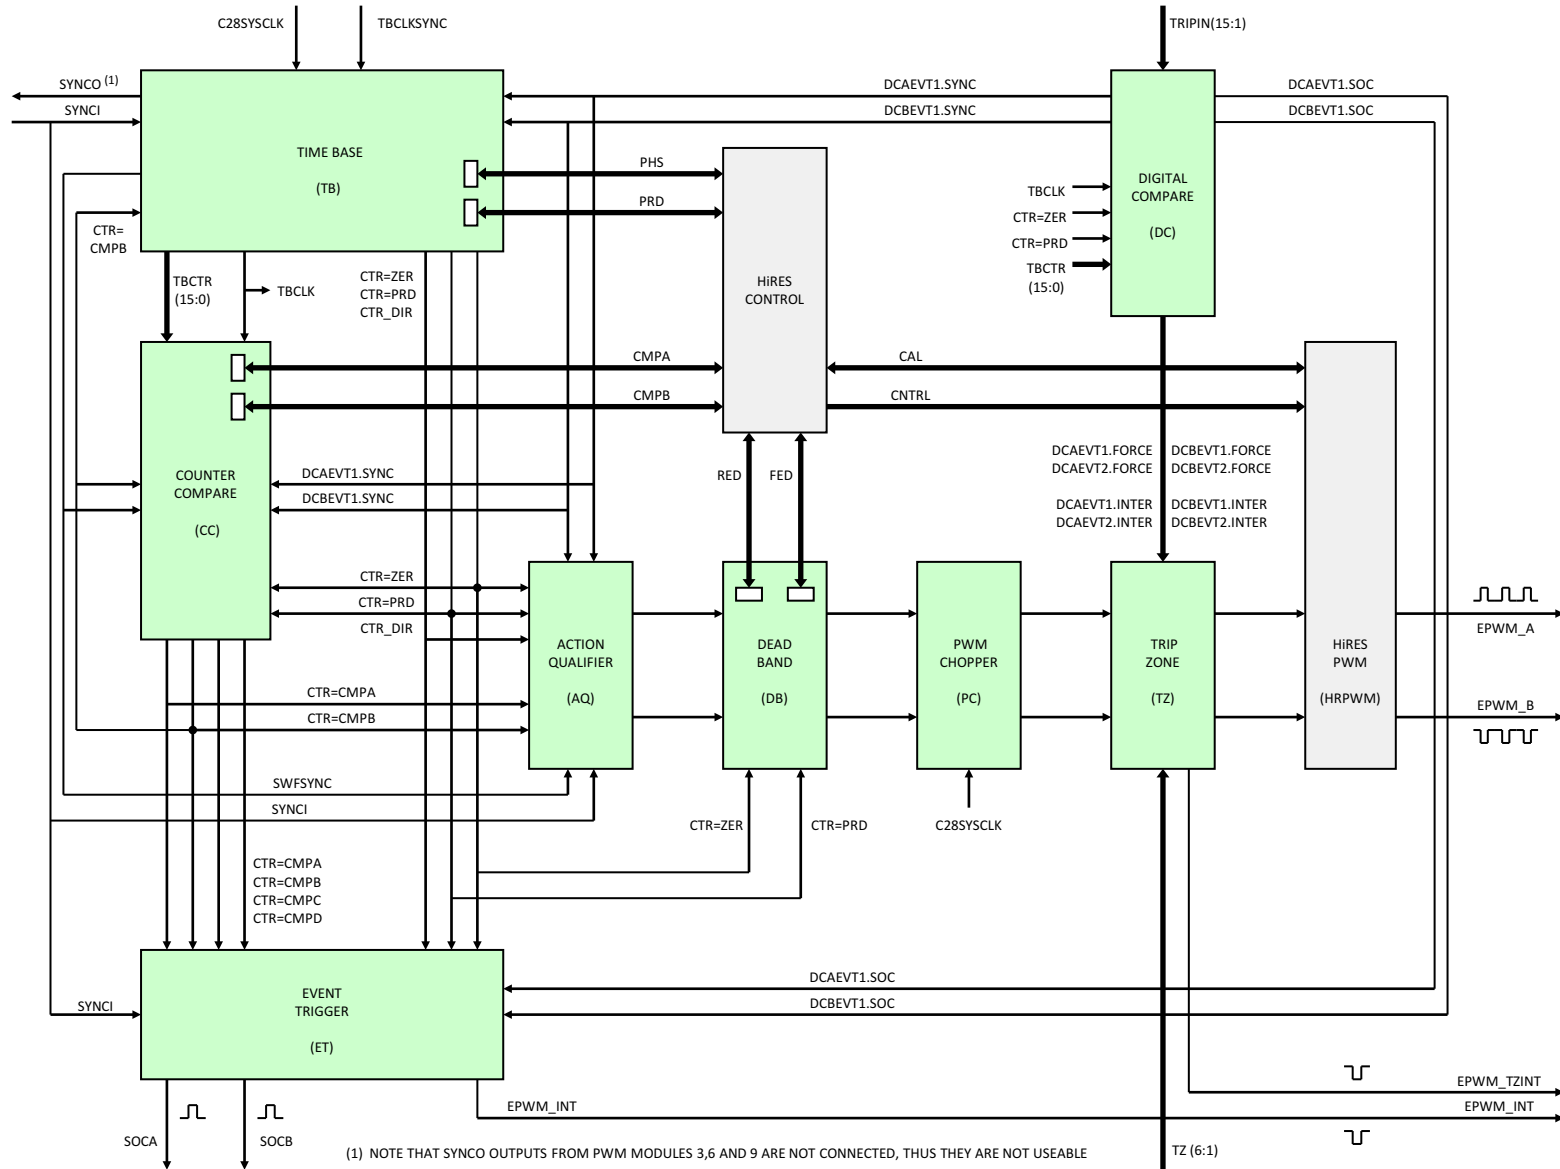 C28SYSCLK
TBCLKSYNC
TRIPIN(15:1)
SYNCO (1)
SYNCI
DCAEVT1.SYNC
DCBEVT1.SYNC
DCAEVT1.SOC
DCBEVT1.SOC
TIME BASE
(TB)
PHS
PRD
CTR=
CMPB
DIGITAL
COMPARE
(DC)
TBCLK
CTR=ZER
CTR=PRD
TBCTR
(15:0)
TBCTR
(15:0)
TBCLK
CTR=ZER
CTR=PRD
CTR_DIR
HiRES
CONTROL
CMPA
CMPB
CAL
CNTRL
COUNTER
COMPARE
(CC)
DCAEVT1.SYNC
DCBEVT1.SYNC
RED
FED
DCAEVT1.FORCE
DCAEVT2.FORCE
DCBEVT1.FORCE
DCBEVT2.FORCE
DCAEVT1.INTER
DCAEVT2.INTER
DCBEVT1.INTER
DCBEVT2.INTER
CTR=ZER
CTR=PRD
CTR_DIR
CTR=CMPA
CTR=CMPB
ACTION
QUALIFIER
(AQ)
DEAD
BAND
(DB)
PWM
CHOPPER
(PC)
TRIP
ZONE
(TZ)
HiRES
PWM
(HRPWM)
EPWM_A
EPWM_B
SWFSYNC
SYNCI
CTR=ZER
CTR=PRD
C28SYSCLK
CTR=CMPA
CTR=CMPB
CTR=CMPC
CTR=CMPD
EVENT
TRIGGER
(ET)
SYNCI
DCAEVT1.SOC
DCBEVT1.SOC
EPWM_TZINT
EPWM_INT
EPWM_INT
SOCA
SOCB
TZ (6:1)
(1) NOTE THAT SYNCO OUTPUTS FROM PWM MODULES 3,6 AND 9 ARE NOT CONNECTED, THUS THEY ARE NOT USEABLE